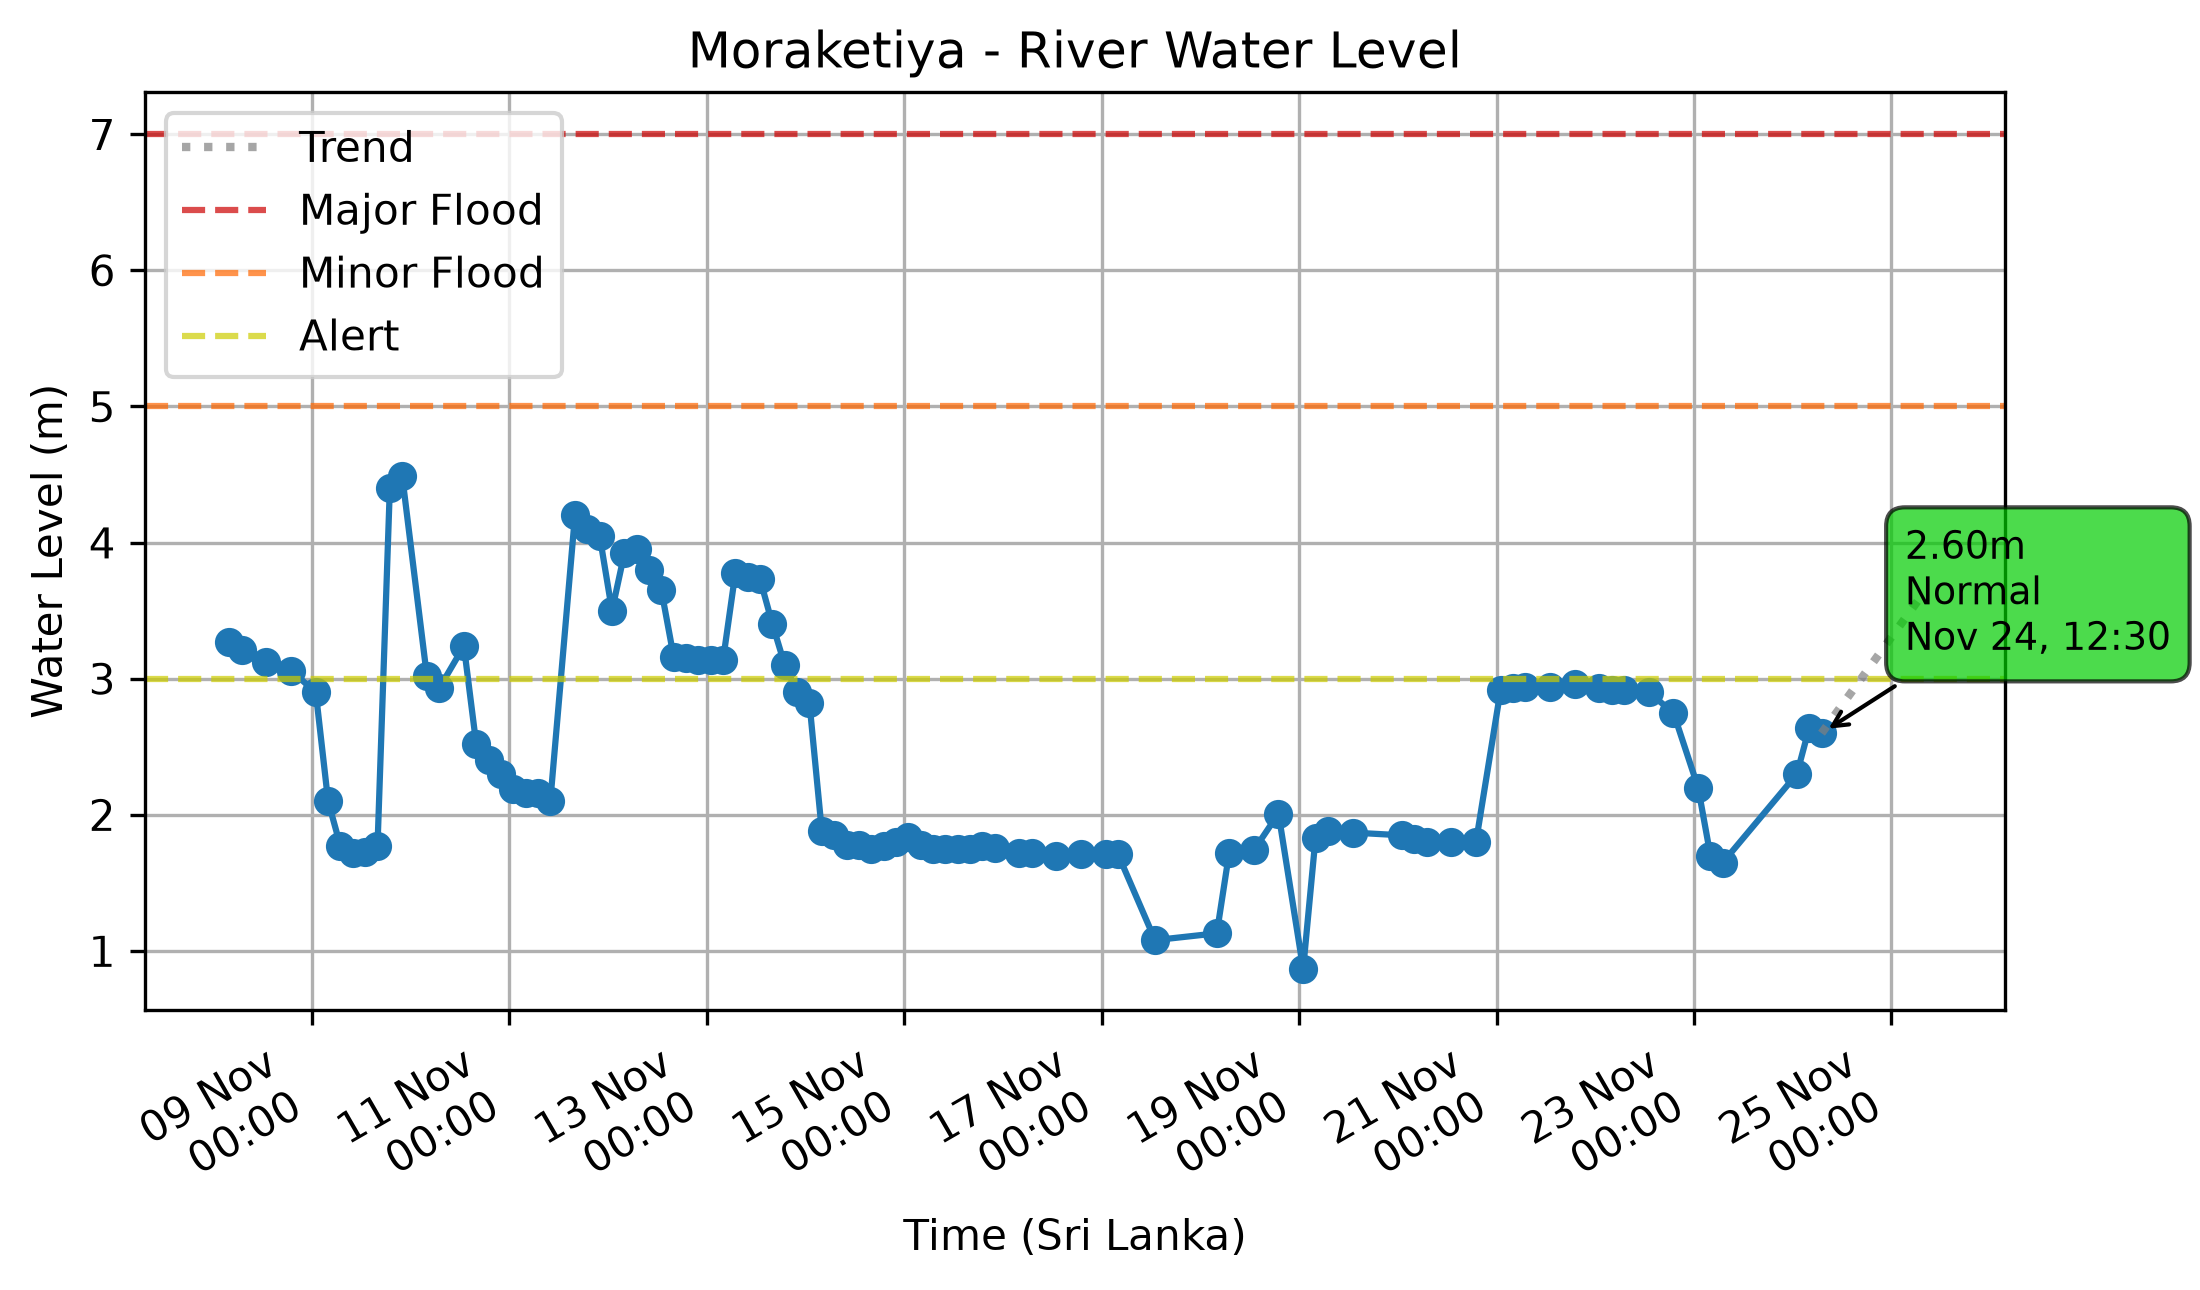 Moraketiya - River Water Level
Trend
Major Flood
Minor Flood
Alert
7
6
5
4
3
2
1
Water Level (m)
2.60m
Normal
Nov 24, 12:30
09 Nov
00:00
11 Nov
00:00
13 Nov
00:00
15 Nov
00:00
17 Nov
00:00
19 Nov
00:00
21 Nov
00:00
23 Nov
00:00
25 Nov
00:00
Time (Sri Lanka)